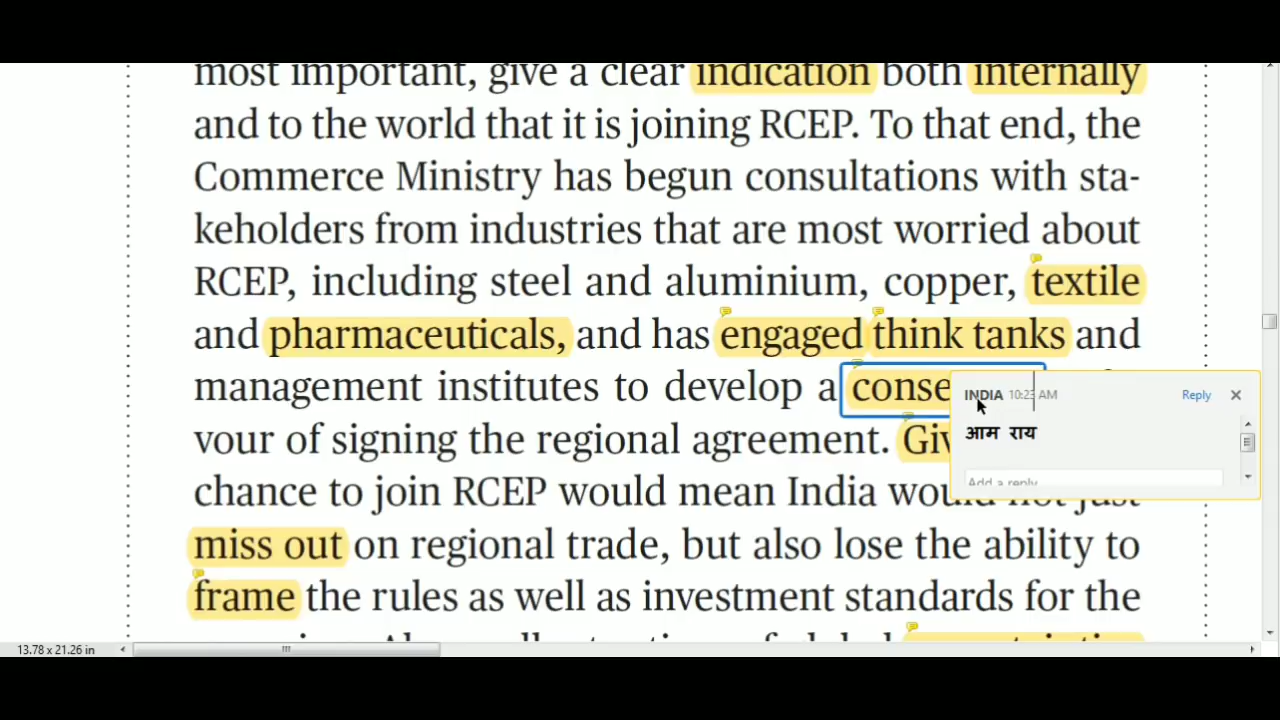 most important, give a clear indication both internally
and to the world that it is joining RCEP. To that end, the
Commerce Ministry has begun consultations with sta-
keholders from industries that are most worried about
RCEP, including steel and aluminium, copper, textile
and pharmaceuticals, and has engaged think tanks and
management institutes to develop a
INDIA 10:23 AM Reply
आम राय
vour of signing the regional agreement.
Add a reply
chance to join RCEP would mean India would not just
miss out on regional trade, but also lose the ability to
frame the rules as well as investment standards for the
13.78 x 21.26 in